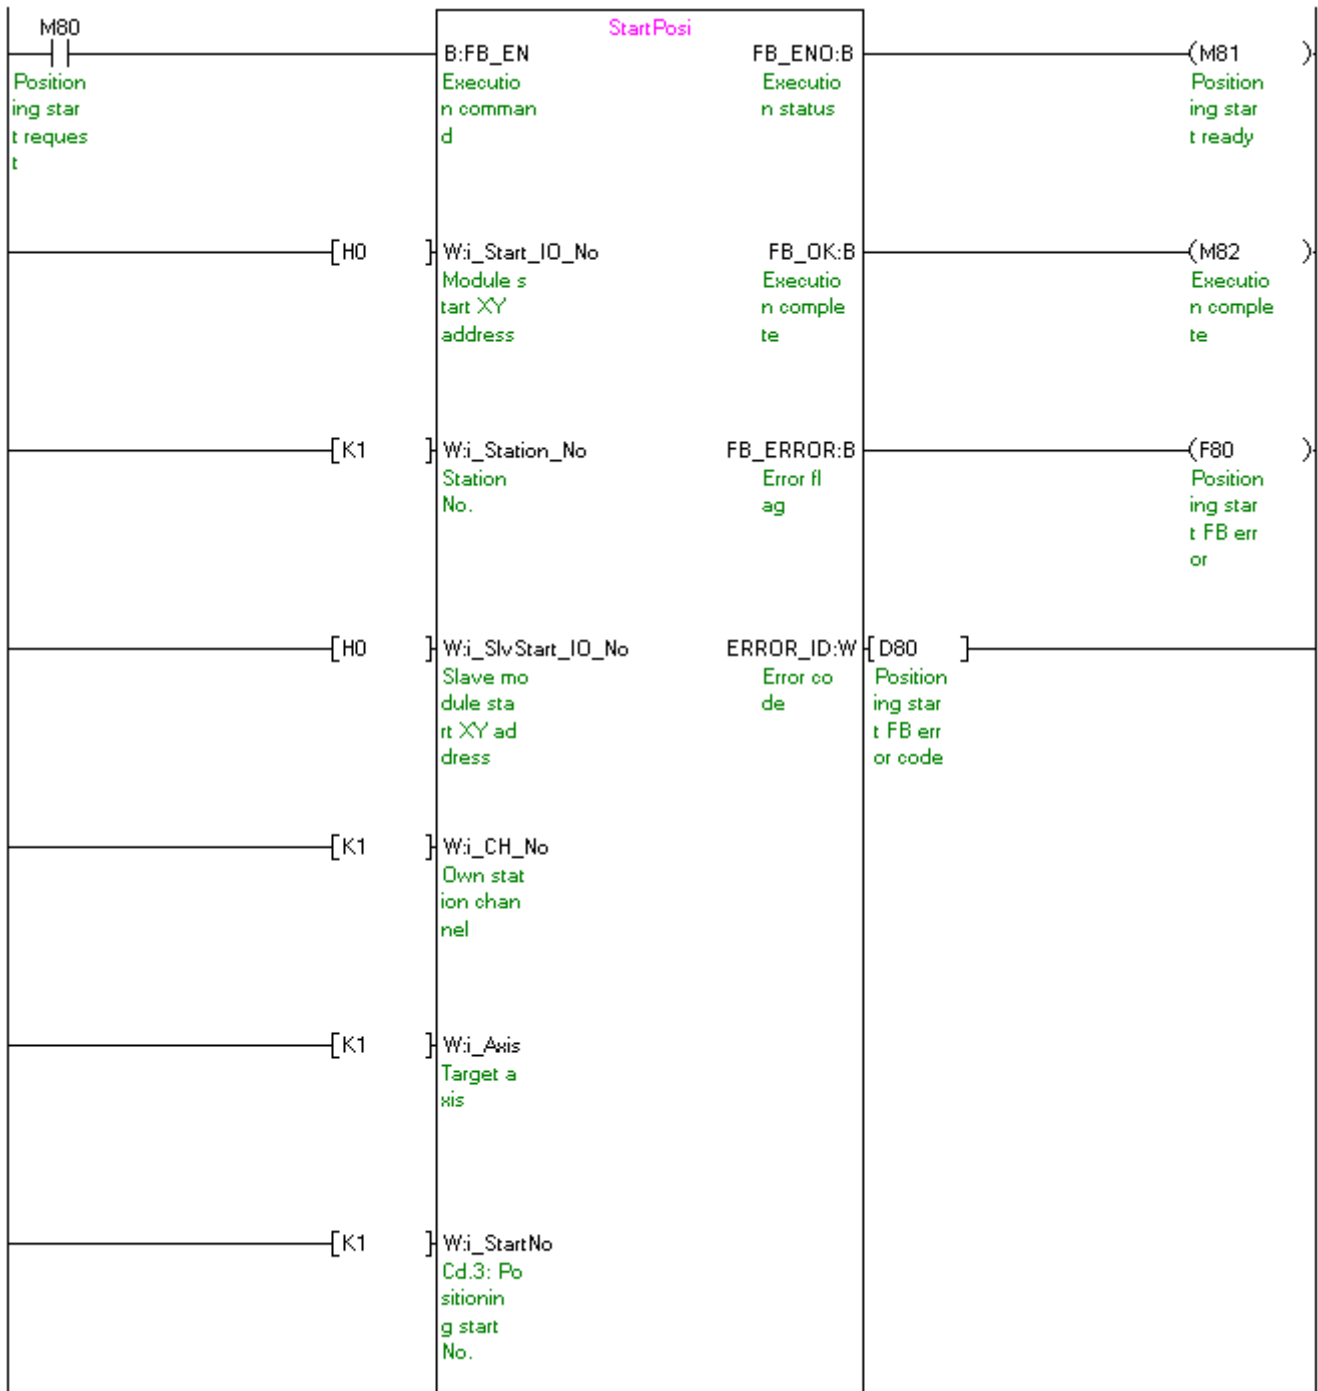 M80
StartPosi
B:FB_EN
FB_ENO:B
(M81 )
Position
ing star
t reques
t
Executio
n comman
d
Executio
n status
Position
ing star
t ready
[H0 ]
W:i_Start_IO_No
FB_OK:B
(M82 )
Module s
tart XY
address
Executio
n comple
te
Executio
n comple
te
[K1 ]
W:i_Station_No
FB_ERROR:B
(F80 )
Station
No.
Error fl
ag
Position
ing star
t FB err
or
[H0 ]
W:i_SlvStart_IO_No
ERROR_ID:W
[D80 ]
Slave mo
dule sta
rt XY ad
dress
Error co
de
Position
ing star
t FB err
or code
[K1 ]
W:i_CH_No
Own stat
ion chan
nel
[K1 ]
W:i_Axis
Target a
xis
[K1 ]
W:i_StartNo
Cd.3: Po
sitionin
g start
No.